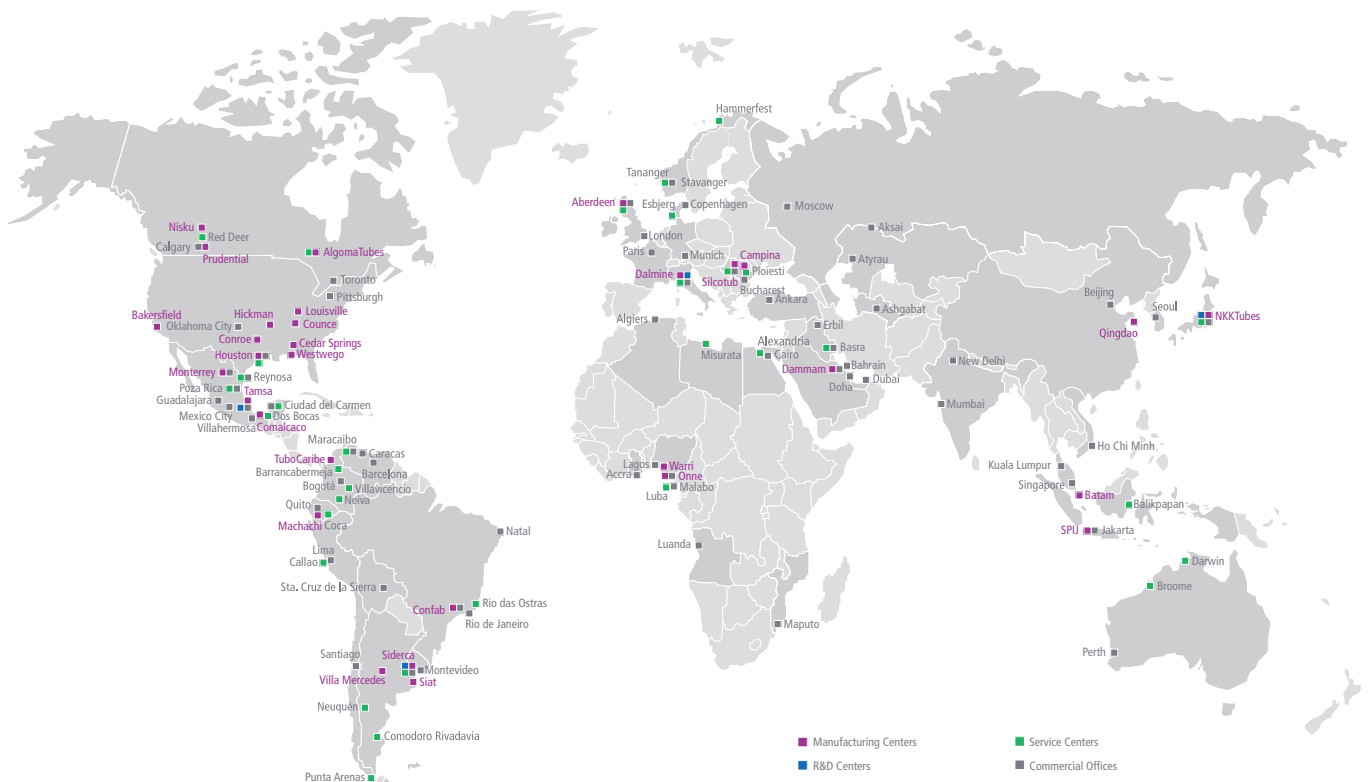 Hammerfest
Tananger
Stavanger
Aberdeen
Esbjerg
Copenhagen
Moscow
Nisku
Red Deer
Aksai
London
Calgary
AlgomaTubes
Paris
Munich
Campina
Prudential
Atyrau
Dalmine
Ploiesti
Toronto
Silcotub
Bucharest
Pittsburgh
Beijing
Ankara
Seoul
Bakersfield
Hickman
Louisville
Ashgabat
NKKTubes
Oklahoma City
Counce
Algiers
Erbil
Qingdao
Conroe
Cedar Springs
Alexandria
Basra
Houston
Westwego
Misurata
Cairo
New Delhi
Monterrey
Reynosa
Dammam
Bahrain
Poza Rica
Tamsa
Doha
Dubai
Guadalajara
Ciudad del Carmen
Mumbai
Mexico City
Dos Bocas
Villahermosa
Comalcaco
Maracaibo
Caracas
Ho Chi Minh
TuboCaribe
Lagos
Warri
Kuala Lumpur
Barrancabermeja
Barcelona
Accra
Onne
Bogotá
Villavicencio
Malabo
Singapore
Luba
Batam
Neiva
Quito
Balikpapan
Machachi
Coca
Natal
SPIJ
Jakarta
Luanda
Lima
Callao
Darwin
Sta. Cruz de la Sierra
Broome
Confab
Rio das Ostras
Rio de Janeiro
Maputo
Santiago
Siderca
Perth
Montevideo
Villa Mercedes
Siat
Neuquén
Comodoro Rivadavia
Manufacturing Centers
Service Centers
R&D Centers
Commercial Offices
Punta Arenas